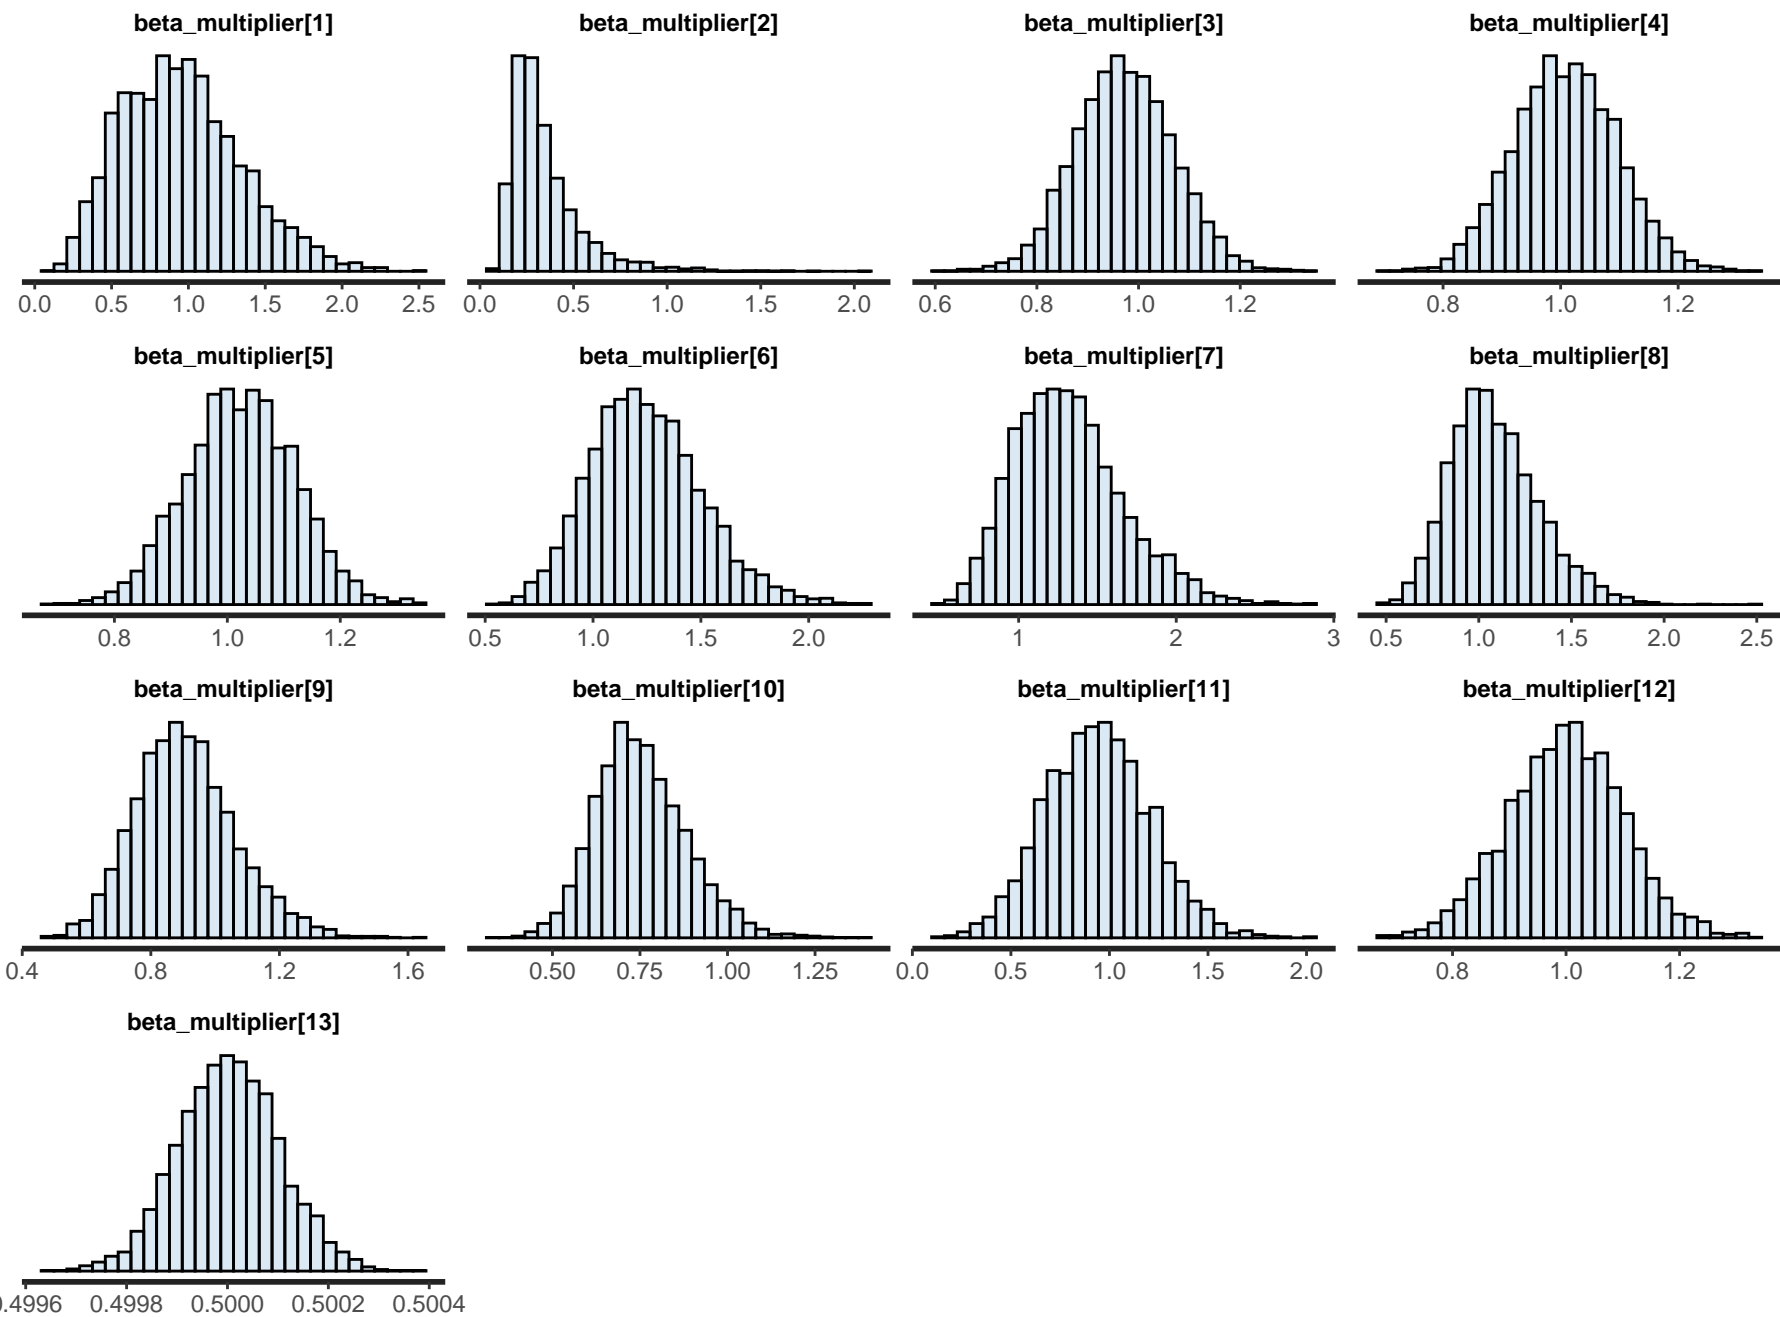 beta_multiplier[1] beta_multiplier[2] beta_multiplier[3] beta_multiplier[4]
0.0 0.5 1.0 1.5 2.0 2.5 0.0 0.5 1.0 1.5 2.0 0.6 0.8 1.0 1.2 0.8 1.0 1.2
beta_multiplier[5] beta_multiplier[6] beta_multiplier[7] beta_multiplier[8]
0.8 1.0 1.2 0.5 1.0 1.5 2.0 1 2 3 0.5 1.0 1.5 2.0 2.5
beta_multiplier[9] beta_multiplier[10] beta_multiplier[11] beta_multiplier[12]
0.4 0.8 1.2 1.6 0.50 0.75 1.00 1.25 0.0 0.5 1.0 1.5 2.0 0.8 1.0 1.2
beta_multiplier[13]
0.4996 0.4998 0.5000 0.5002 0.5004